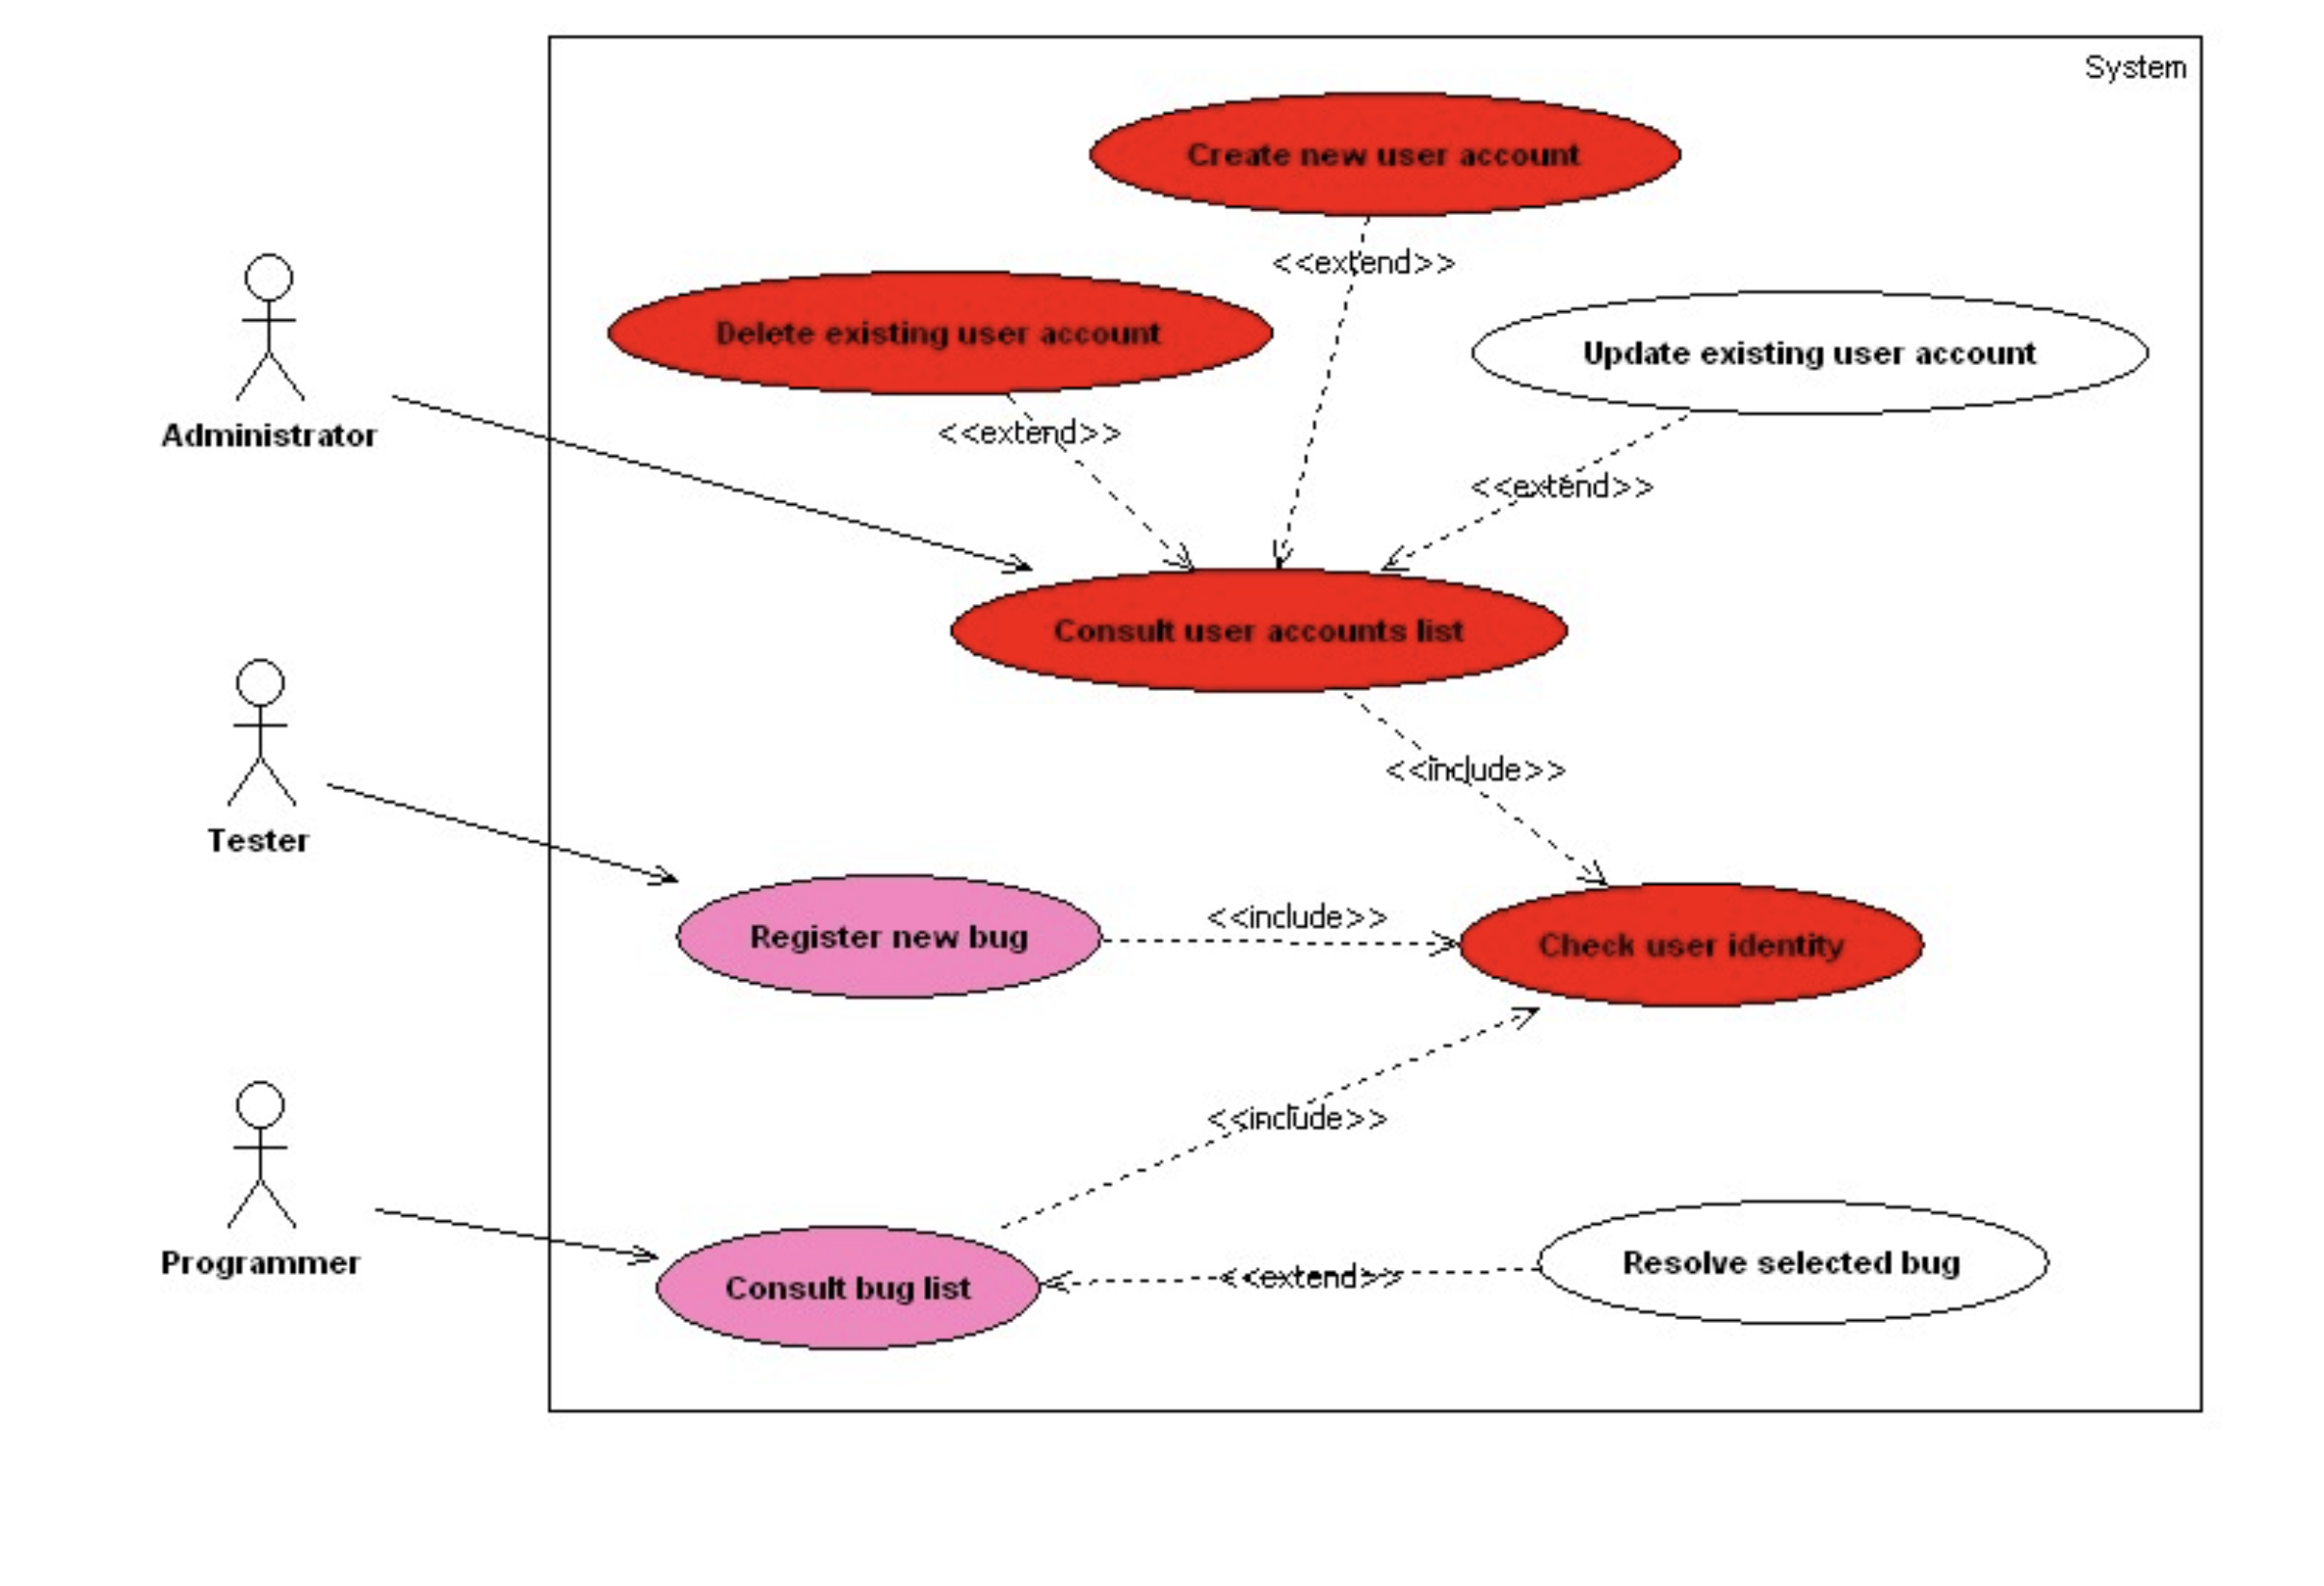 System
Create new user account
<<extend>>
Delete existing user account
Update existing user account
Administrator
<<extend>>
<<extend>>
Consult user accounts list
<<include>>
Tester
Register new bug
<<include>>
Check user identity
<<include>>
Programmer
Consult bug list
<<extend>>
Resolve selected bug